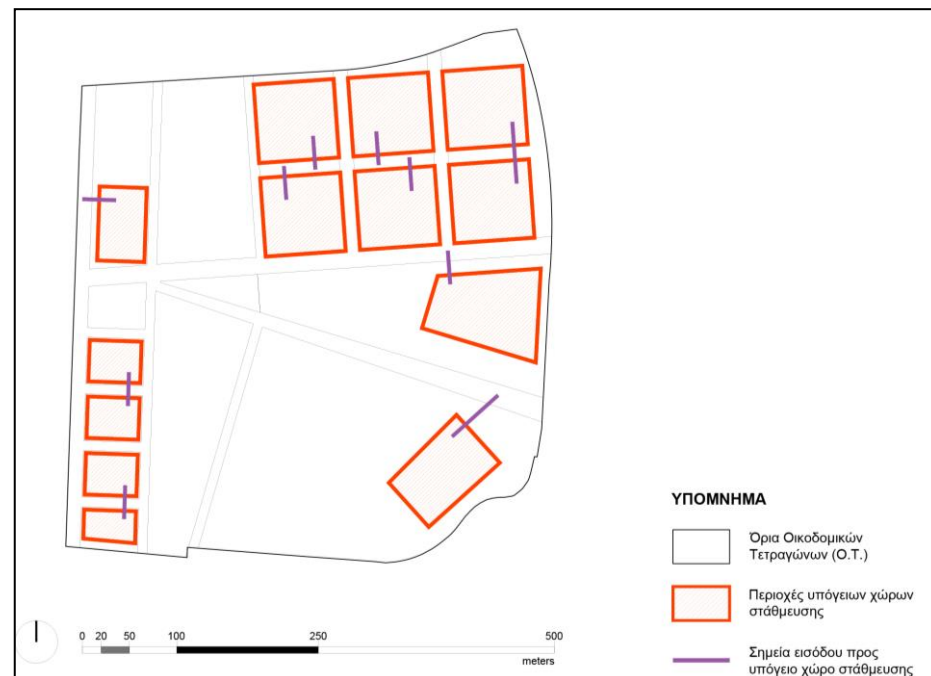 ΥΠΟΜΝΗΜΑ
Όρια Οικοδομικών
Τετραγώνων (Ο.Τ.)
Περιοχές υπόγειων χώρων
στάθμευσης
Σημεία εισόδου προς
υπόγειο χώρο στάθμευσης
0 20 50 100 250 500
meters